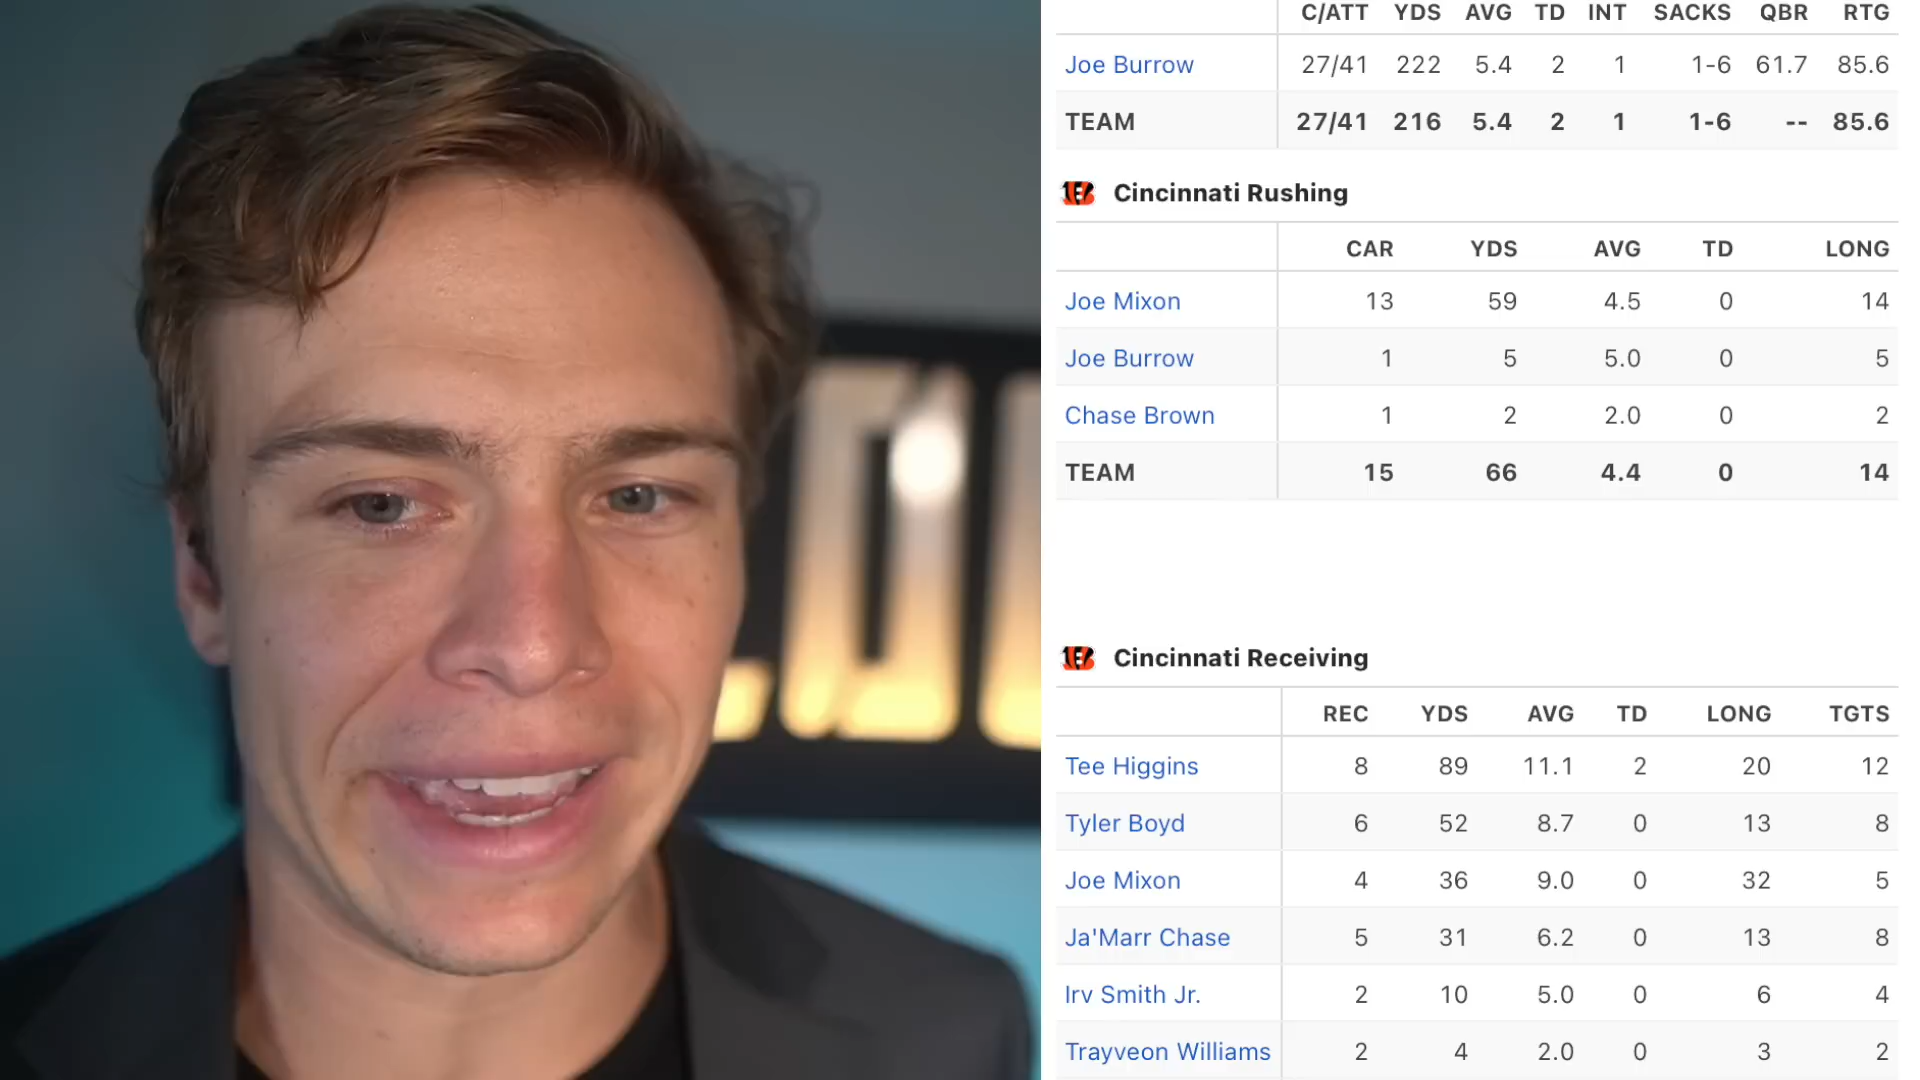 C/ATT YDS AVG TD INT SACKS QBR RTG
Joe Burrow 27/41 222 5.4 2 1 1-6 61.7 85.6
TEAM 27/41 216 5.4 2 1 1-6 -- 85.6
Cincinnati Rushing
CAR YDS AVG TD LONG
Joe Mixon 13 59 4.5 0 14
Joe Burrow 1 5 5.0 0 5
Chase Brown 1 2 2.0 0 2
TEAM 15 66 4.4 0 14
Cincinnati Receiving
REC YDS AVG TD LONG TGTS
Tee Higgins 8 89 11.1 2 20 12
Tyler Boyd 6 52 8.7 0 13 8
Joe Mixon 4 36 9.0 0 32 5
Ja'Marr Chase 5 31 6.2 0 13 8
Irv Smith Jr. 2 10 5.0 0 6 4
Trayveon Williams 2 4 2.0 0 3 2